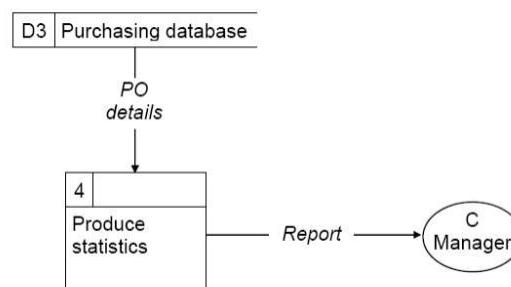 D3 Purchasing database
PO
details
4
Produce
statistics
Report
C
Manager